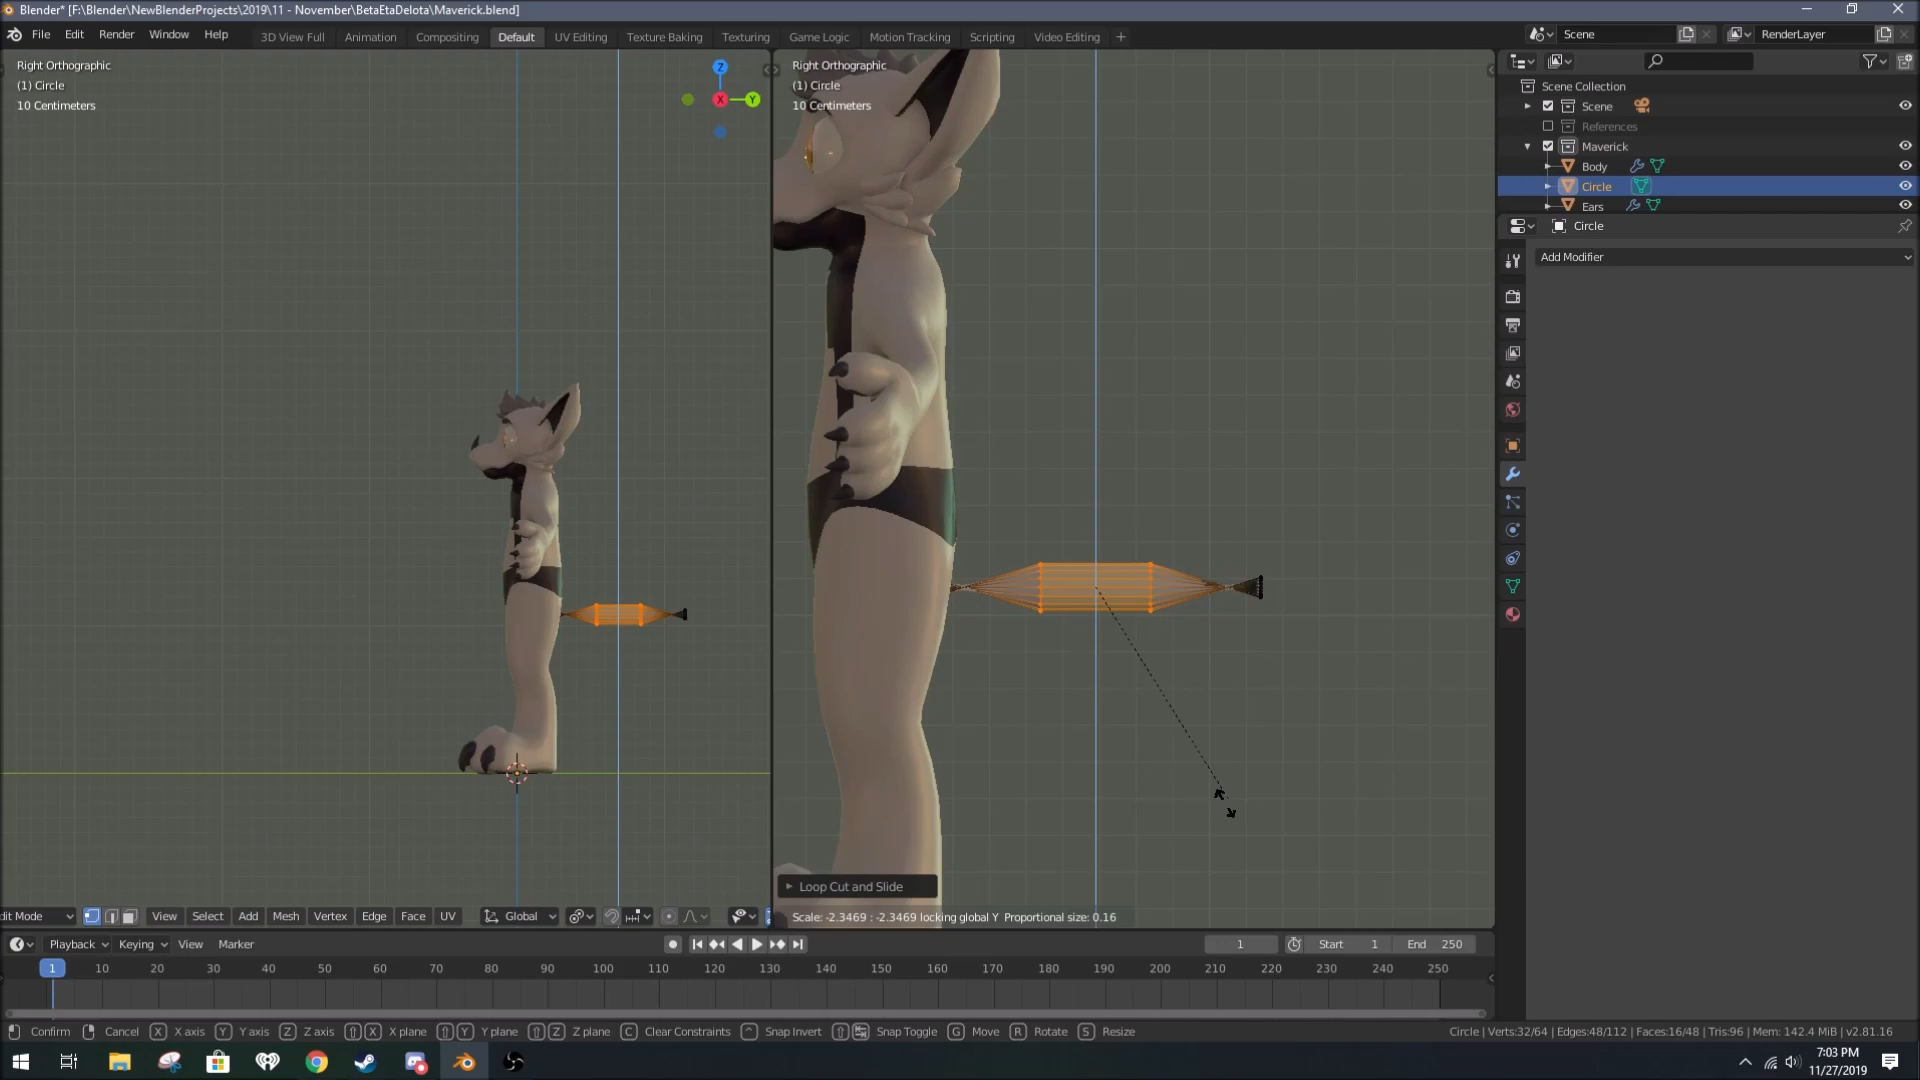 Blender* [F:\Blender\NewBlenderProjects\2019\11 - November\BetaEtaDelota\Maverick.blend]
File Edit Render Window Help 3D View Full Animation Compositing Default UV Editing Texture Baking Texturing Game Logic Motion Tracking Scripting Video Editing + Scene RenderLayer
Right Orthographic
(1) Circle
10 Centimeters
Z
X
Y
Right Orthographic
(1) Circle
10 Centimeters
Scene Collection
Scene
References
Maverick
Body
Circle
Ears
Circle
Add Modifier
Loop Cut and Slide
dit Mode View Select Add Mesh Vertex Edge Face UV Global
Scale: -2.3469 : -2.3469 locking global Y Proportional size: 0.16
Playback Keying View Marker 1 Start 1 End 250
1 10 20 30 40 50 60 70 80 90 100 110 120 130 140 150 160 170 180 190 200 210 220 230 240 250
Confirm Cancel X X axis Y Y axis Z Z axis X X plane Y Y plane Z Z plane C Clear Constraints ^ Snap Invert Snap Toggle G Move R Rotate S Resize Circle | Verts:32/64 | Edges:48/112 | Faces:16/48 | Tris:96 | Mem: 142.4 MiB | v2.81.16
7:03 PM
11/27/2019